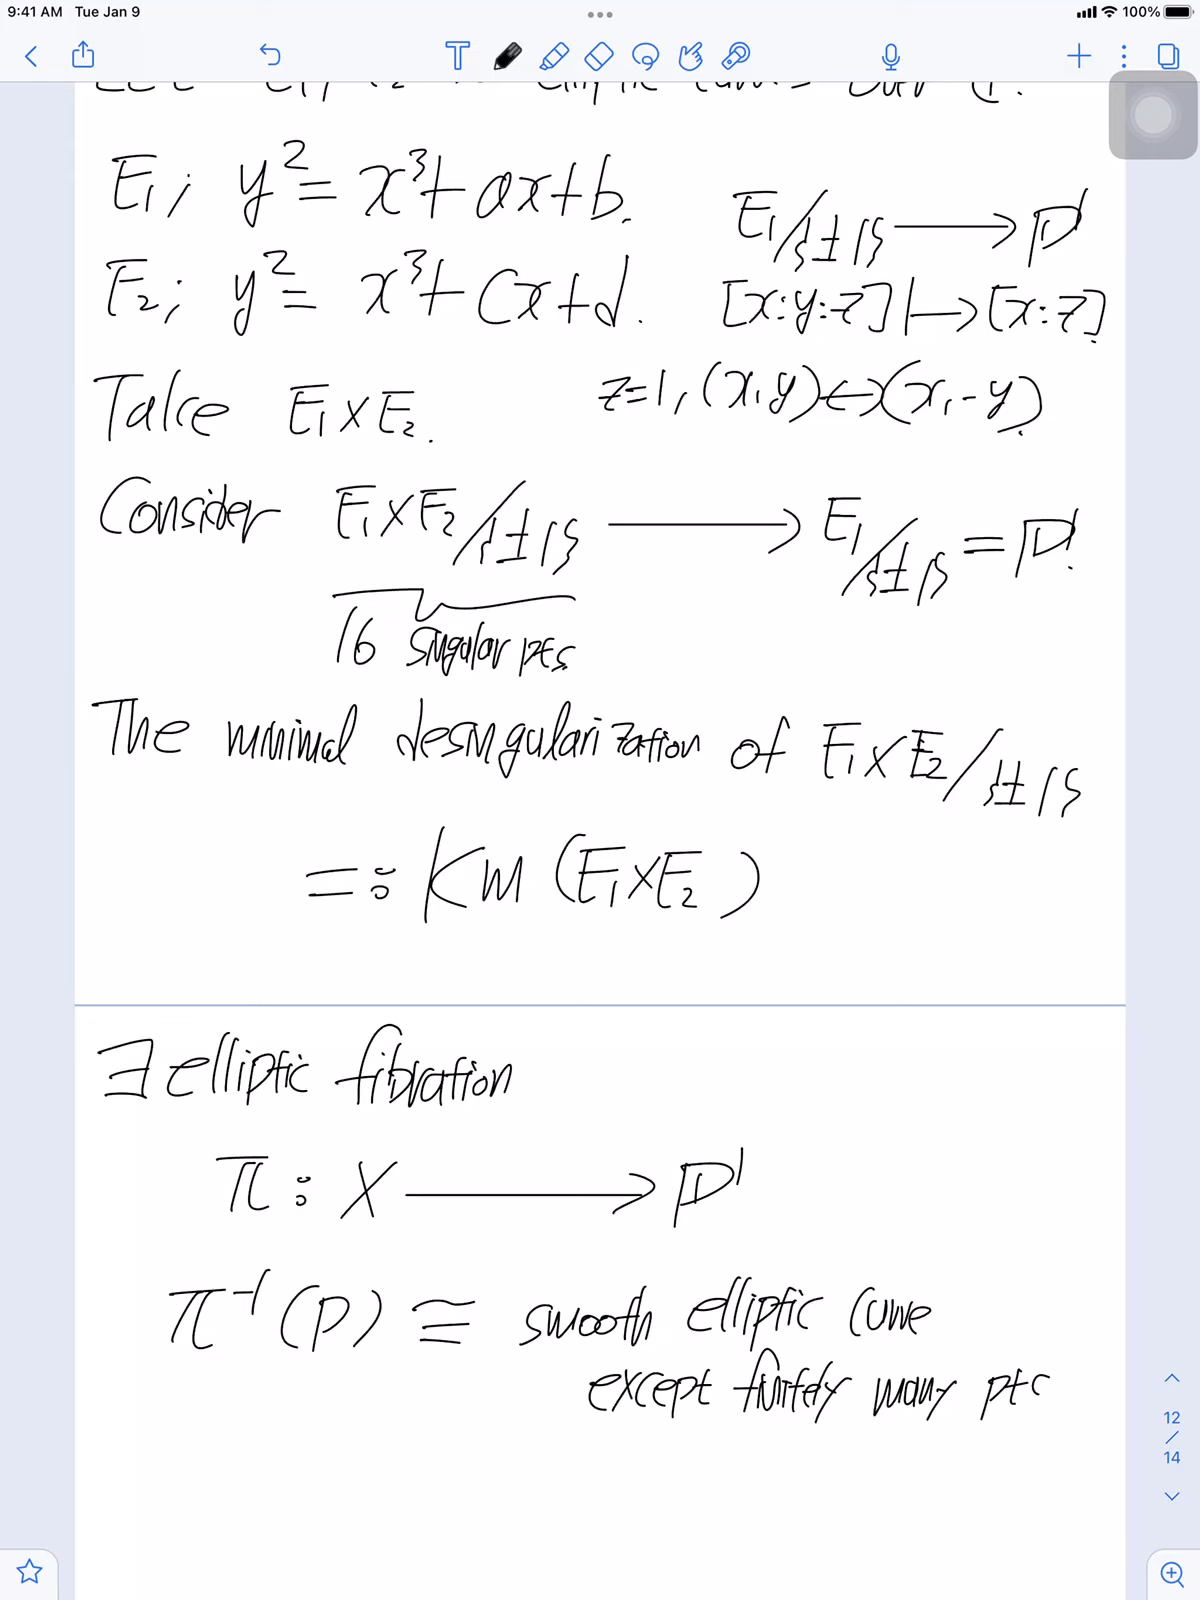 9:41 AM Tue Jan 9
100%
E₁; y² = x³ + ax + b.
E₁/{±1} ⟶ ℙ¹
E₂; y² = x³ + cx + d.
[x:y:z] ⟼ [x:z].
Take E₁×E₂.
z=1, (x,y) ↔ (x,-y).
Consider E₁×E₂/{±1} ⟶ E₁/{±1} = ℙ¹.
16 singular pts.
The minimal desingularization of E₁×E₂/{±1}
=: Km (E₁×E₂)
∃ elliptic fibration
π : X ⟶ ℙ¹
π⁻¹(p) ≅ smooth elliptic curve
except finitely many pts
12
/
14